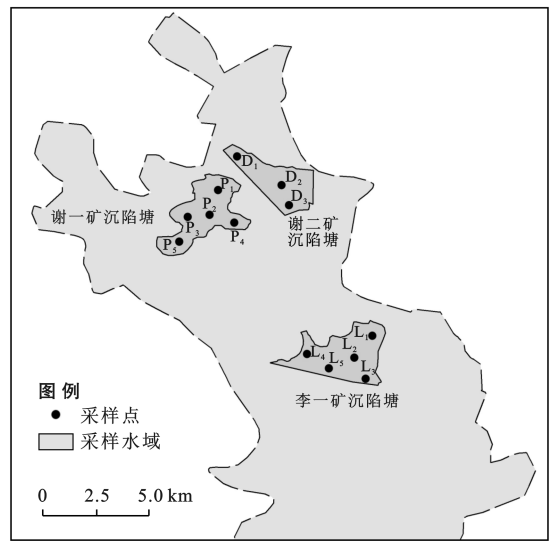 D₁
D₂
D₃
P₁
P₂
P₃
P₄
P₅
谢一矿沉陷塘
谢二矿
沉陷塘
L₁
L₂
L₃
L₄
L₅
李一矿沉陷塘
图例
采样点
采样水域
0 2.5 5.0 km